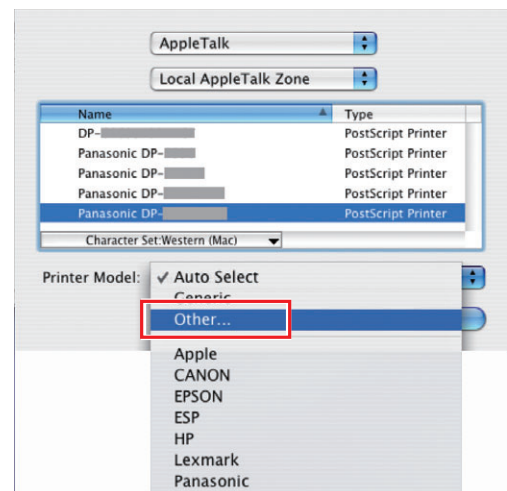 AppleTalk
Local AppleTalk Zone
Name Type
DP- PostScript Printer
Panasonic DP- PostScript Printer
Panasonic DP- PostScript Printer
Panasonic DP- PostScript Printer
Panasonic DP- PostScript Printer
Character Set:Western (Mac)
Printer Model: ✓ Auto Select
Generic
Other...
Apple
CANON
EPSON
ESP
HP
Lexmark
Panasonic